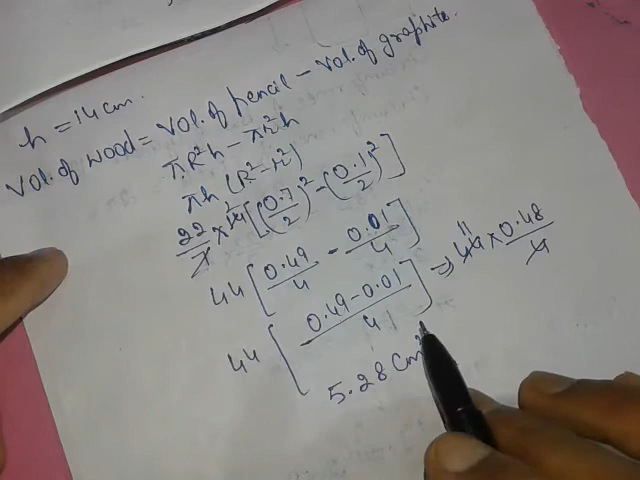 h = 14 cm.
Vol. of wood = Vol. of pencil - Vol. of graphite.
πR²h - πr²h
πh (R² - r²)
22/7 × 14 [(0.7/2)² - (0.1/2)²]
44 [0.49/4 - 0.01/4] => 44 11 × 0.48/4
44 [0.49-0.01/4]
5.28 cm